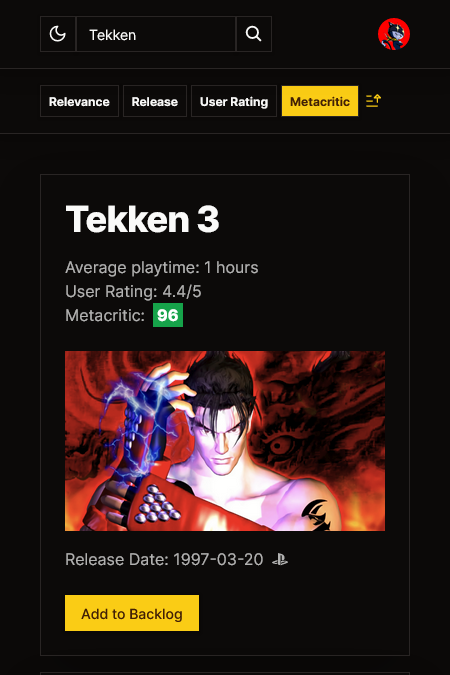 Tekken
Relevance
Release
User Rating
Metacritic
Tekken 3
Average playtime: 1 hours
User Rating: 4.4/5
Metacritic: 96
Release Date: 1997-03-20
Add to Backlog